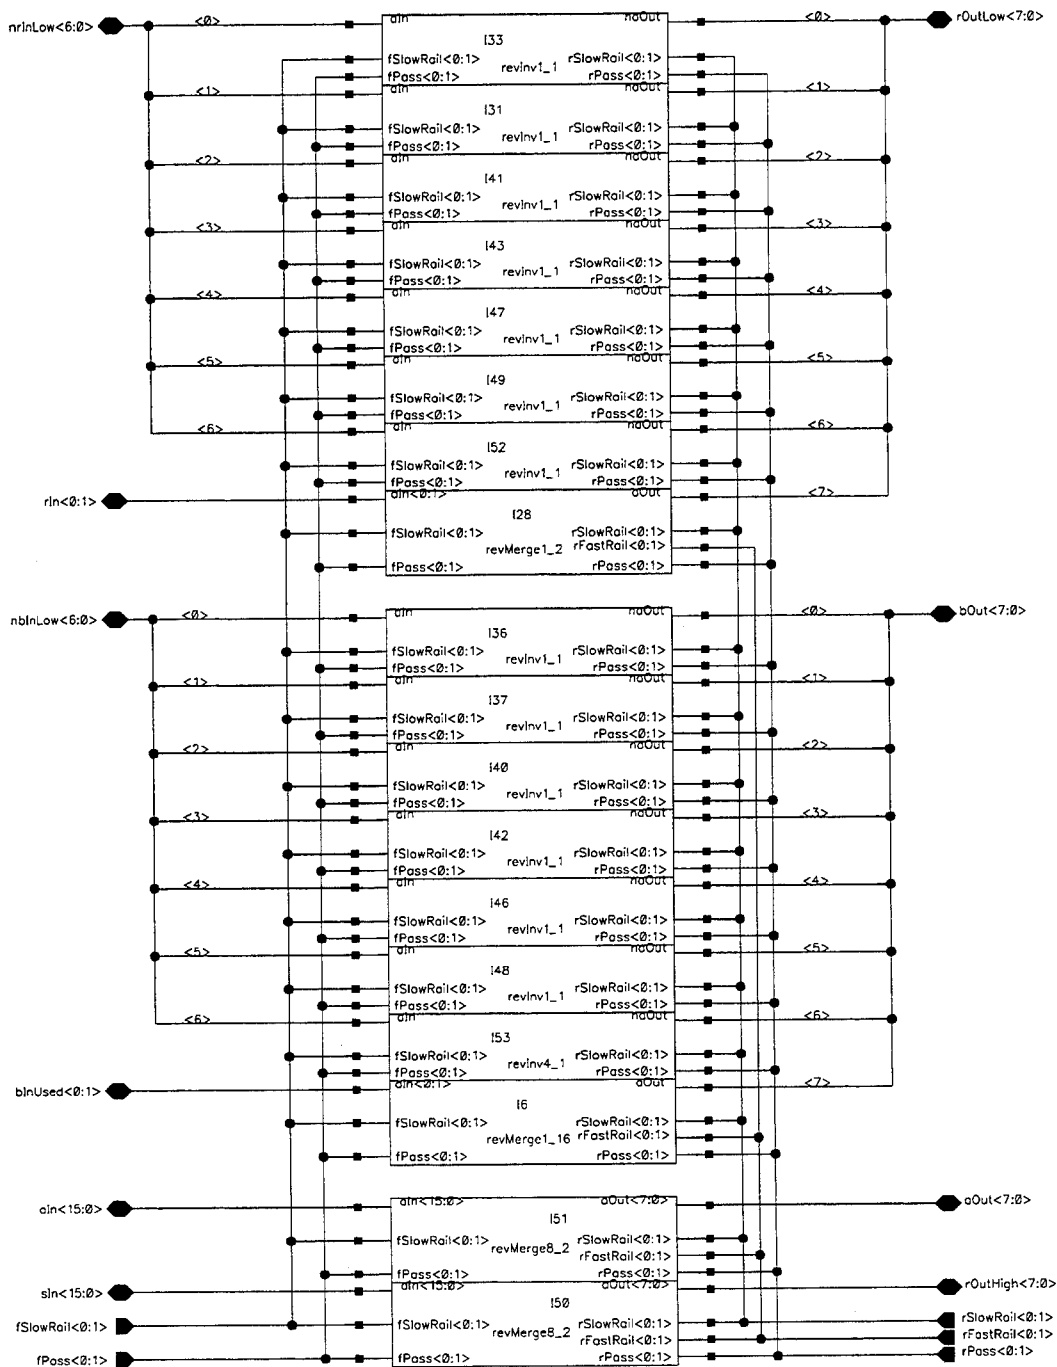 nrInLow<6:0> <0> aIn naOut <0> rOutLow<7:0>
I33
fSlowRail<0:1> revInv1_1 rSlowRail<0:1>
fPass<0:1> rPass<0:1>
<1> aIn naOut <1>
I31
fSlowRail<0:1> revInv1_1 rSlowRail<0:1>
fPass<0:1> rPass<0:1>
<2> aIn naOut <2>
I41
fSlowRail<0:1> revInv1_1 rSlowRail<0:1>
fPass<0:1> rPass<0:1>
<3> aIn naOut <3>
I43
fSlowRail<0:1> revInv1_1 rSlowRail<0:1>
fPass<0:1> rPass<0:1>
<4> aIn naOut <4>
I47
fSlowRail<0:1> revInv1_1 rSlowRail<0:1>
fPass<0:1> rPass<0:1>
<5> aIn naOut <5>
I49
fSlowRail<0:1> revInv1_1 rSlowRail<0:1>
fPass<0:1> rPass<0:1>
<6> aIn naOut <6>
I52
fSlowRail<0:1> revInv1_1 rSlowRail<0:1>
fPass<0:1> rPass<0:1>
rIn<0:1> aIn<0:1> aOut <7>
I28
fSlowRail<0:1> rSlowRail<0:1>
revMerge1_2 rFastRail<0:1>
fPass<0:1> rPass<0:1>
nbInLow<6:0> <0> aIn naOut <0> bOut<7:0>
I36
fSlowRail<0:1> revInv1_1 rSlowRail<0:1>
fPass<0:1> rPass<0:1>
<1> aIn naOut <1>
I37
fSlowRail<0:1> revInv1_1 rSlowRail<0:1>
fPass<0:1> rPass<0:1>
<2> aIn naOut <2>
I40
fSlowRail<0:1> revInv1_1 rSlowRail<0:1>
fPass<0:1> rPass<0:1>
<3> aIn naOut <3>
I42
fSlowRail<0:1> revInv1_1 rSlowRail<0:1>
fPass<0:1> rPass<0:1>
<4> aIn naOut <4>
I46
fSlowRail<0:1> revInv1_1 rSlowRail<0:1>
fPass<0:1> rPass<0:1>
<5> aIn naOut <5>
I48
fSlowRail<0:1> revInv1_1 rSlowRail<0:1>
fPass<0:1> rPass<0:1>
<6> aIn naOut <6>
I53
fSlowRail<0:1> revInv4_1 rSlowRail<0:1>
fPass<0:1> rPass<0:1>
bInUsed<0:1> aIn<0:1> aOut <7>
I6
fSlowRail<0:1> rSlowRail<0:1>
revMerge1_16 rFastRail<0:1>
fPass<0:1> rPass<0:1>
aIn<15:0> aIn<15:0> aOut<7:0> aOut<7:0>
I51
fSlowRail<0:1> revMerge8_2 rSlowRail<0:1>
rFastRail<0:1>
fPass<0:1> rPass<0:1>
sIn<15:0> aIn<15:0> aOut<7:0> rOutHigh<7:0>
I50
fSlowRail<0:1> fSlowRail<0:1> revMerge8_2 rSlowRail<0:1> rSlowRail<0:1>
rFastRail<0:1> rFastRail<0:1>
fPass<0:1> fPass<0:1> rPass<0:1> rPass<0:1>